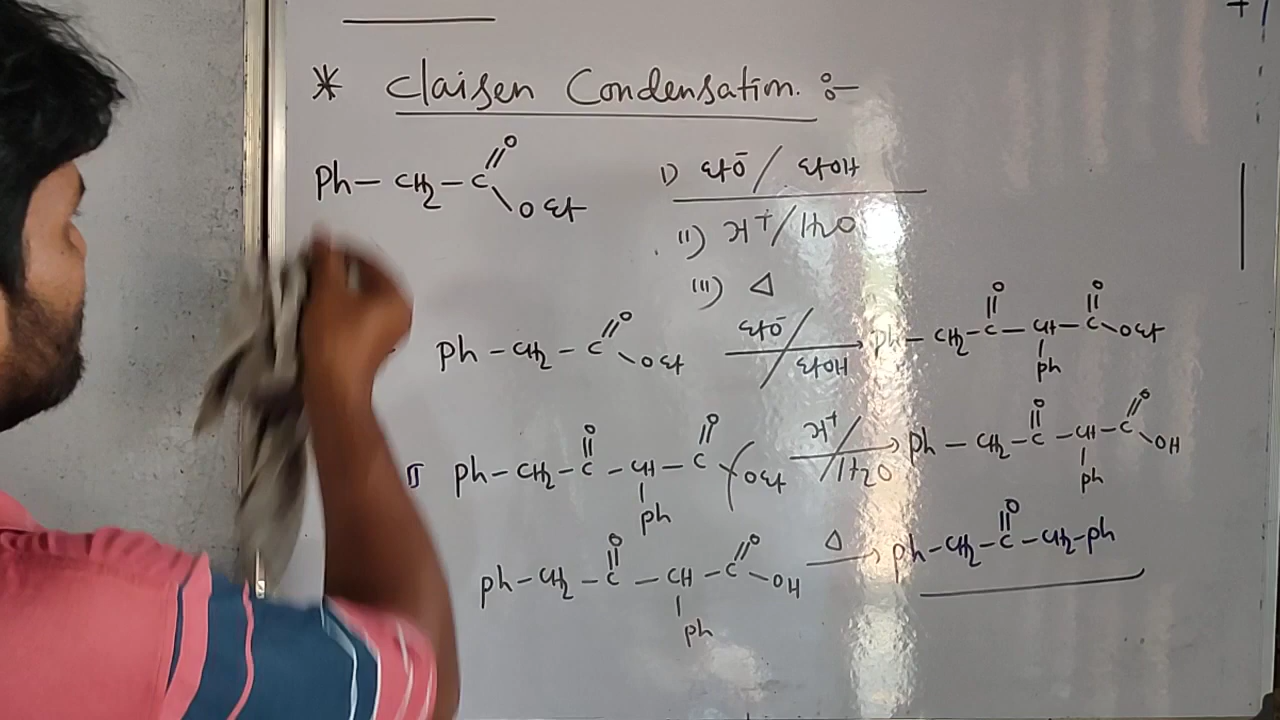 * Claisen Condensation :-
Ph-CH2-C(=O)-OEt i) EtO- / EtOH
ii) H+/H2O
iii) Δ
Ph-CH2-C(=O)-OEt EtO-/EtOH → Ph-CH2-C(=O)-CH(Ph)-C(=O)-OEt
II Ph-CH2-C(=O)-CH(Ph)-C(=O)-OEt H+/H2O → Ph-CH2-C(=O)-CH(Ph)-C(=O)-OH
Ph-CH2-C(=O)-CH(Ph)-C(=O)-OH Δ → Ph-CH2-C(=O)-CH2-Ph